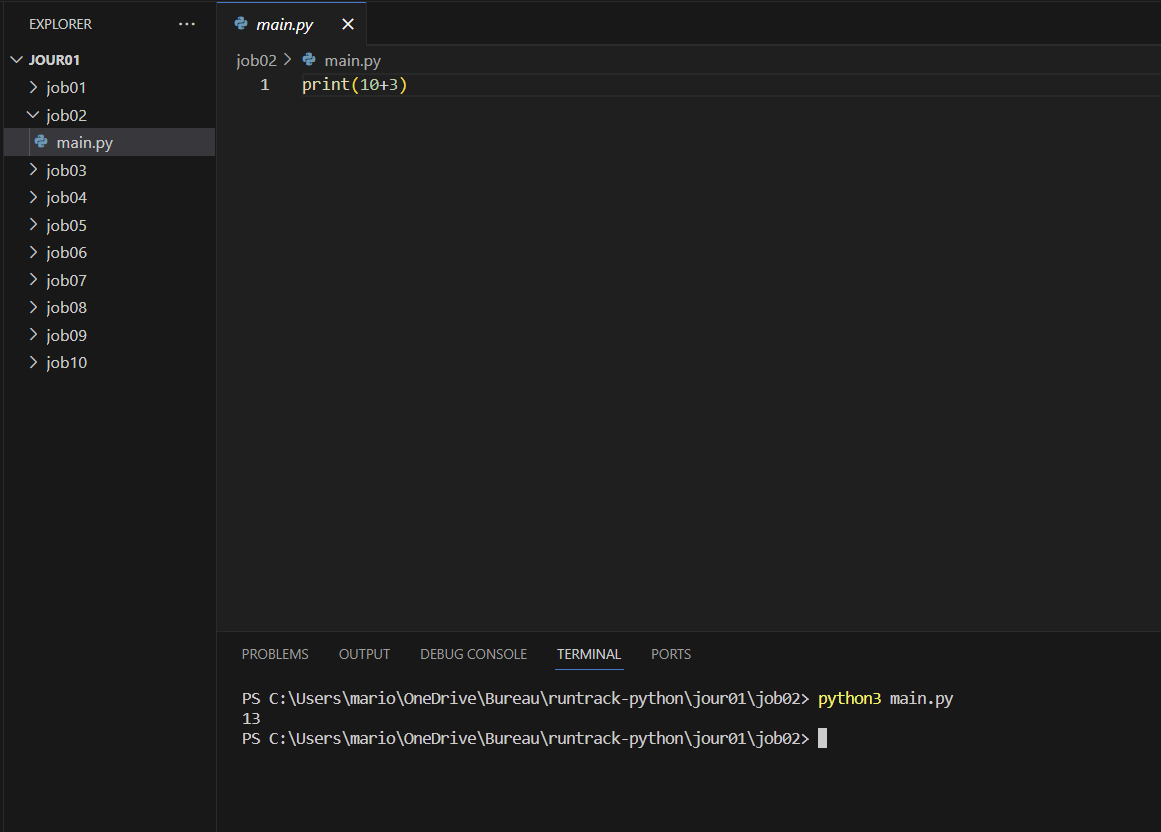 EXPLORER ...
JOUR01
job01
job02
main.py
job03
job04
job05
job06
job07
job08
job09
job10
main.py
job02 > main.py
1 print(10+3)
PROBLEMS OUTPUT DEBUG CONSOLE TERMINAL PORTS
PS C:\Users\mario\OneDrive\Bureau\runtrack-python\jour01\job02> python3 main.py
13
PS C:\Users\mario\OneDrive\Bureau\runtrack-python\jour01\job02>